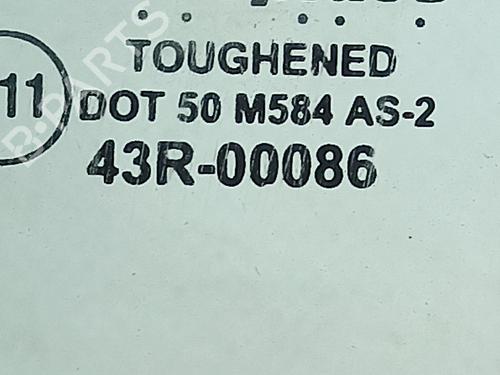 TOUGHENED
11
DOT 50 M584 AS-2
43R-00086